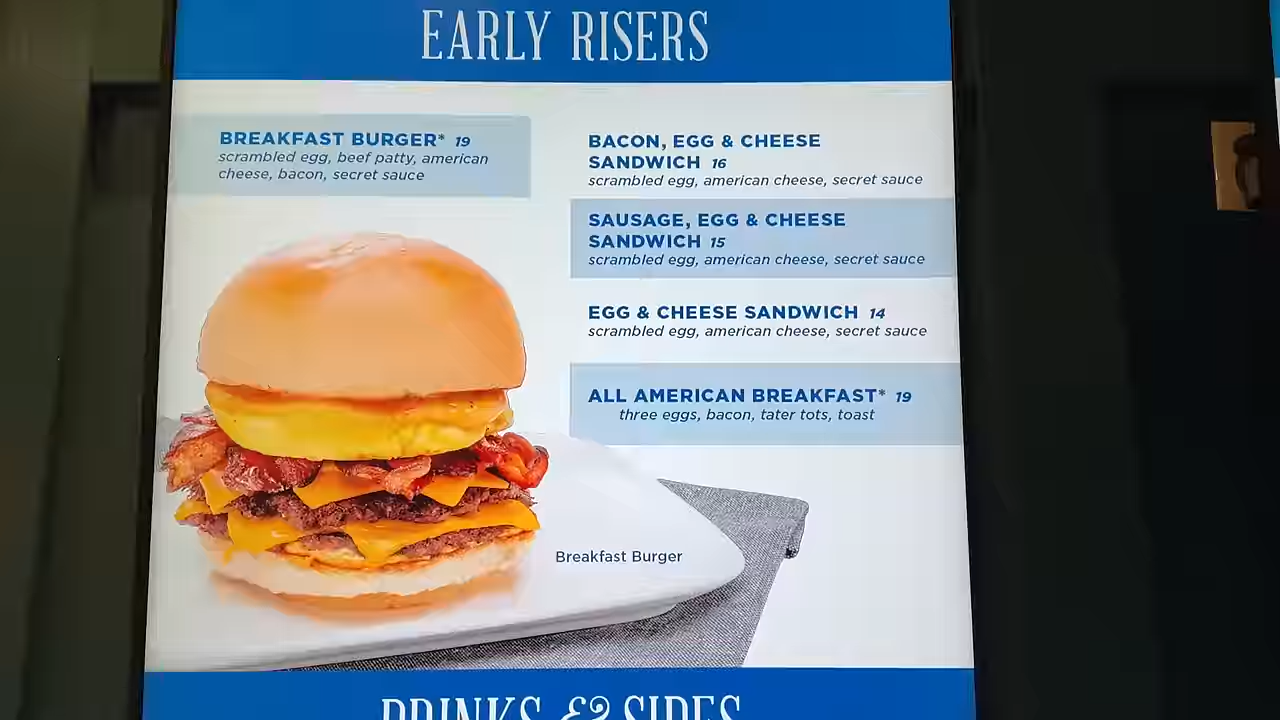 EARLY RISERS
BREAKFAST BURGER* 19
scrambled egg, beef patty, american
cheese, bacon, secret sauce
BACON, EGG & CHEESE
SANDWICH 16
scrambled egg, american cheese, secret sauce
SAUSAGE, EGG & CHEESE
SANDWICH 15
scrambled egg, american cheese, secret sauce
EGG & CHEESE SANDWICH 14
scrambled egg, american cheese, secret sauce
ALL AMERICAN BREAKFAST* 19
three eggs, bacon, tater tots, toast
Breakfast Burger
DRINKS & SIDES